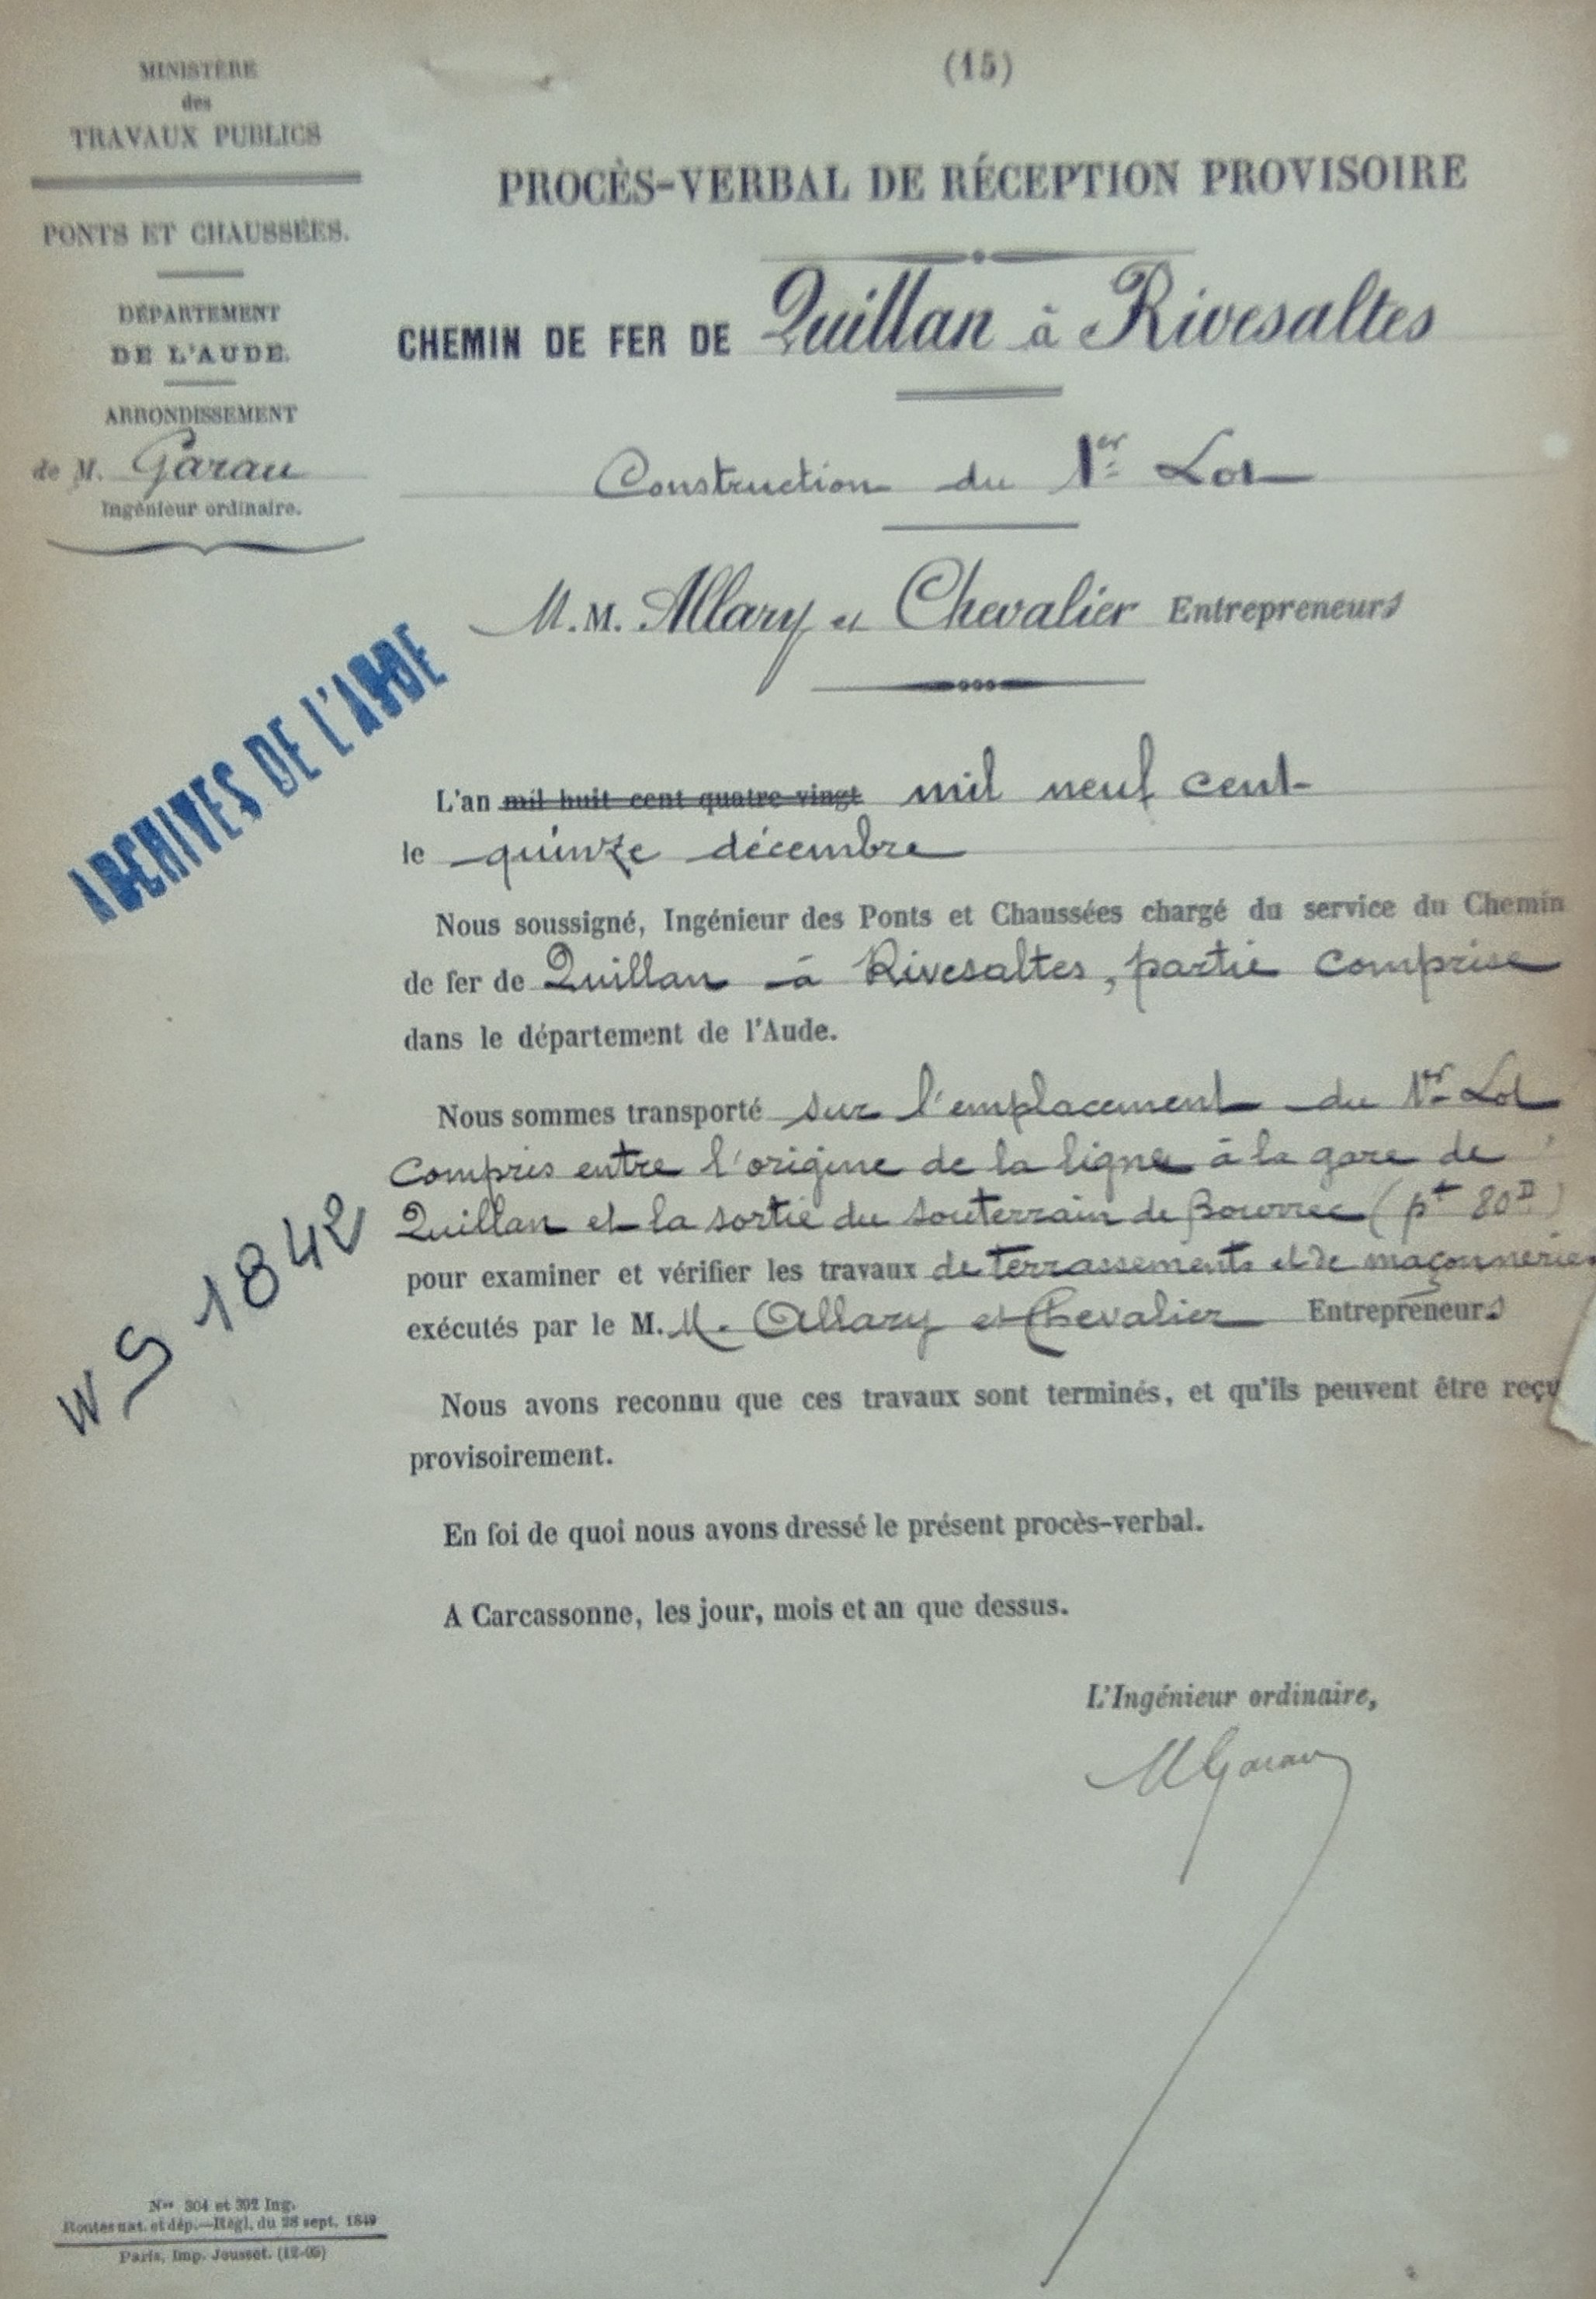 MINISTÈRE
des
TRAVAUX PUBLICS
PONTS ET CHAUSSÉES.
DÉPARTEMENT
DE L'AUDE.
ARRONDISSEMENT
de M. Garau
Ingénieur ordinaire.
(15)
PROCÈS-VERBAL DE RÉCEPTION PROVISOIRE
CHEMIN DE FER DE Quillan à Rivesaltes
Construction du 1er Lot
M.M. Allary et Chevalier Entrepreneurs
ARCHIVES DE L'AUDE
L'an mil huit cent quatre-vingt mil neuf cent
le quinze décembre
Nous soussigné, Ingénieur des Ponts et Chaussées chargé du service du Chemin
de fer de Quillan à Rivesaltes, partie comprise
dans le département de l'Aude.
Nous sommes transporté sur l'emplacement du 1er Lot
compris entre l'origine de la ligne à la gare de
Quillan et la sortie du souterrain de Bourrec (pt 80D)
pour examiner et vérifier les travaux de terrassements et de maçonneries
exécutés par le M. M. Allary et Chevalier Entrepreneurs
WS 1842
Nous avons reconnu que ces travaux sont terminés, et qu'ils peuvent être reçu
provisoirement.
En foi de quoi nous avons dressé le présent procès-verbal.
A Carcassonne, les jour, mois et an que dessus.
L'Ingénieur ordinaire,
MGarau
Nos 304 et 302 Ing.
Routes nat. et dép.—Règl. du 28 sept. 1849
Paris, Imp. Jousset. (12-05)